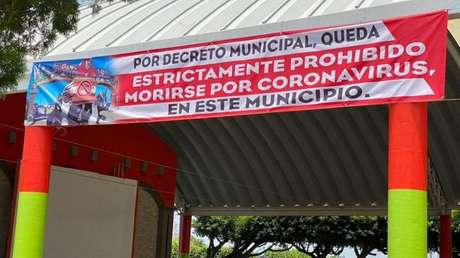 POR DECRETO MUNICIPAL, QUEDA
ESTRICTAMENTE PROHIBIDO
MORIRSE POR CORONAVIRUS,
EN ESTE MUNICIPIO.